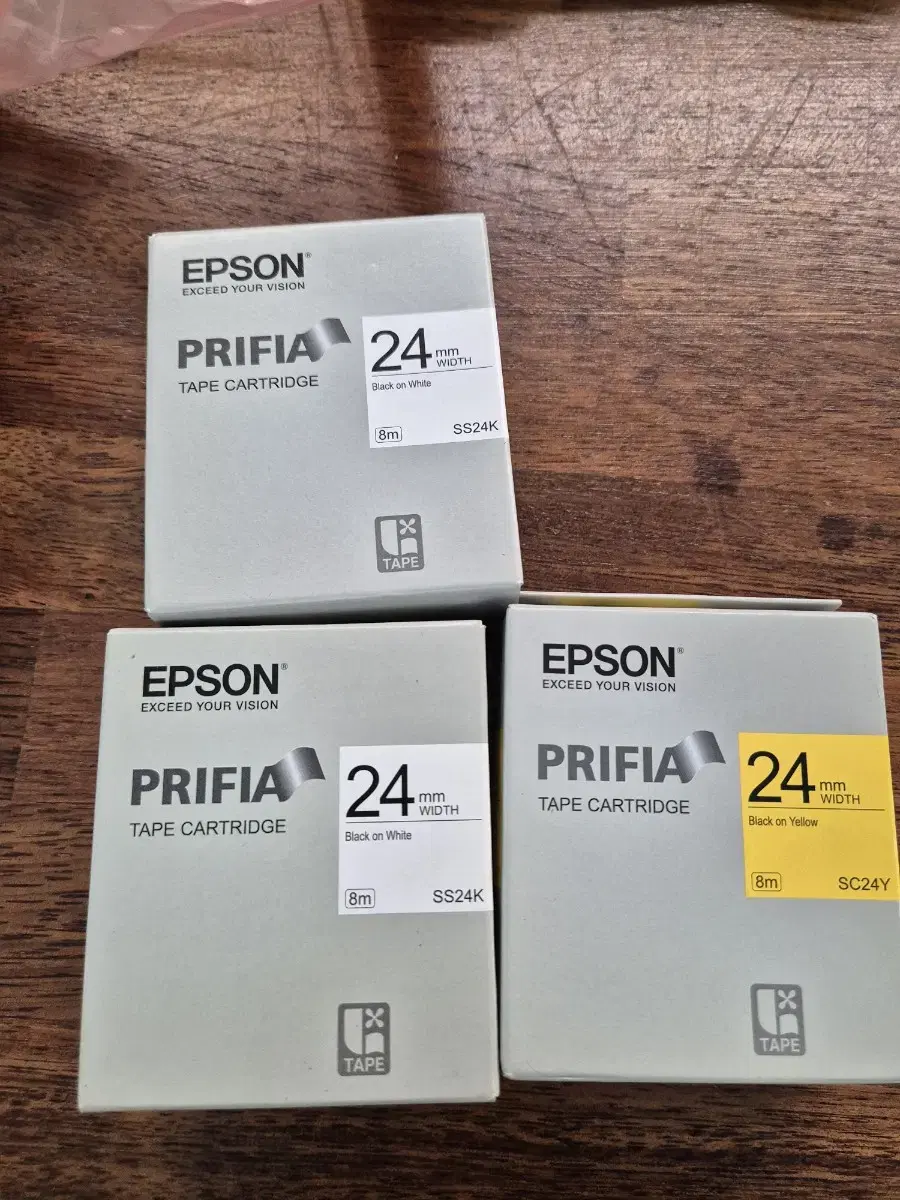 EPSON®
EXCEED YOUR VISION
PRIFIA
TAPE CARTRIDGE
24 mm WIDTH
Black on White
8m SS24K
TAPE
EPSON®
EXCEED YOUR VISION
PRIFIA
TAPE CARTRIDGE
24 mm WIDTH
Black on White
8m SS24K
TAPE
EPSON®
EXCEED YOUR VISION
PRIFIA
TAPE CARTRIDGE
24 mm WIDTH
Black on Yellow
8m SC24Y
TAPE